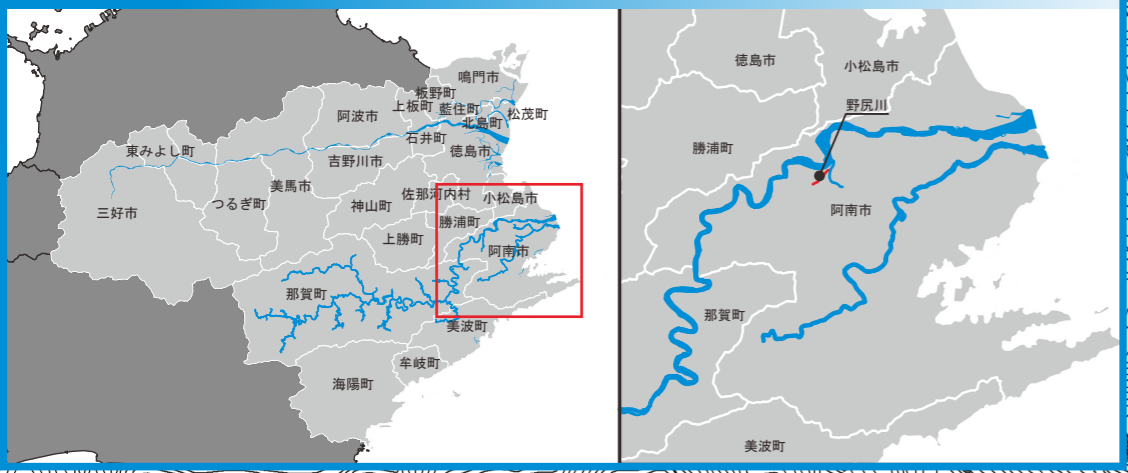 鳴門市
板野町
上板町
藍住町
松茂町
北島町
阿波市
石井町
徳島市
東みよし町
吉野川市
美馬市
つるぎ町
三好市
佐那河内村
小松島市
神山町
勝浦町
上勝町
阿南市
那賀町
美波町
牟岐町
海陽町
徳島市
小松島市
野尻川
勝浦町
阿南市
那賀町
美波町